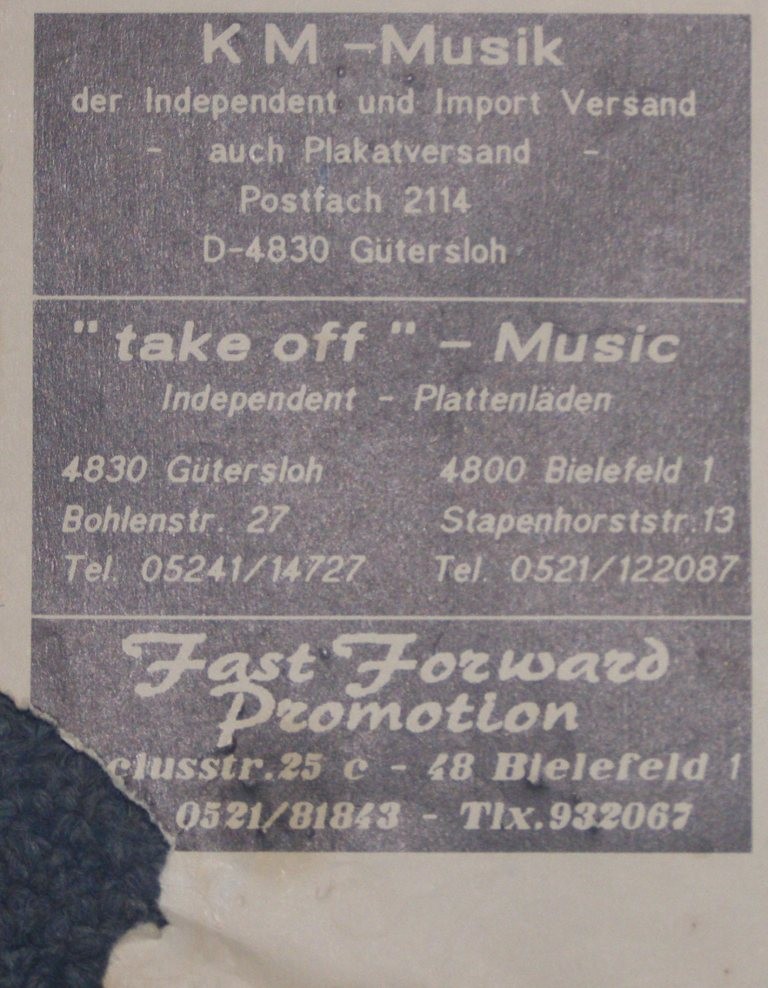 KM-Musik
der Independent und Import Versand
- auch Plakatversand -
Postfach 2114
D-4830 Gütersloh
"take off" - Music
Independent - Plattenläden
4830 Gütersloh 4800 Bielefeld 1
Bohlenstr. 27 Stapenhorststr.13
Tel. 05241/14727 Tel. 0521/122087
Fast Forward
Promotion
25 c - 48 Bielefeld 1
0521/81843 - Tlx.932067